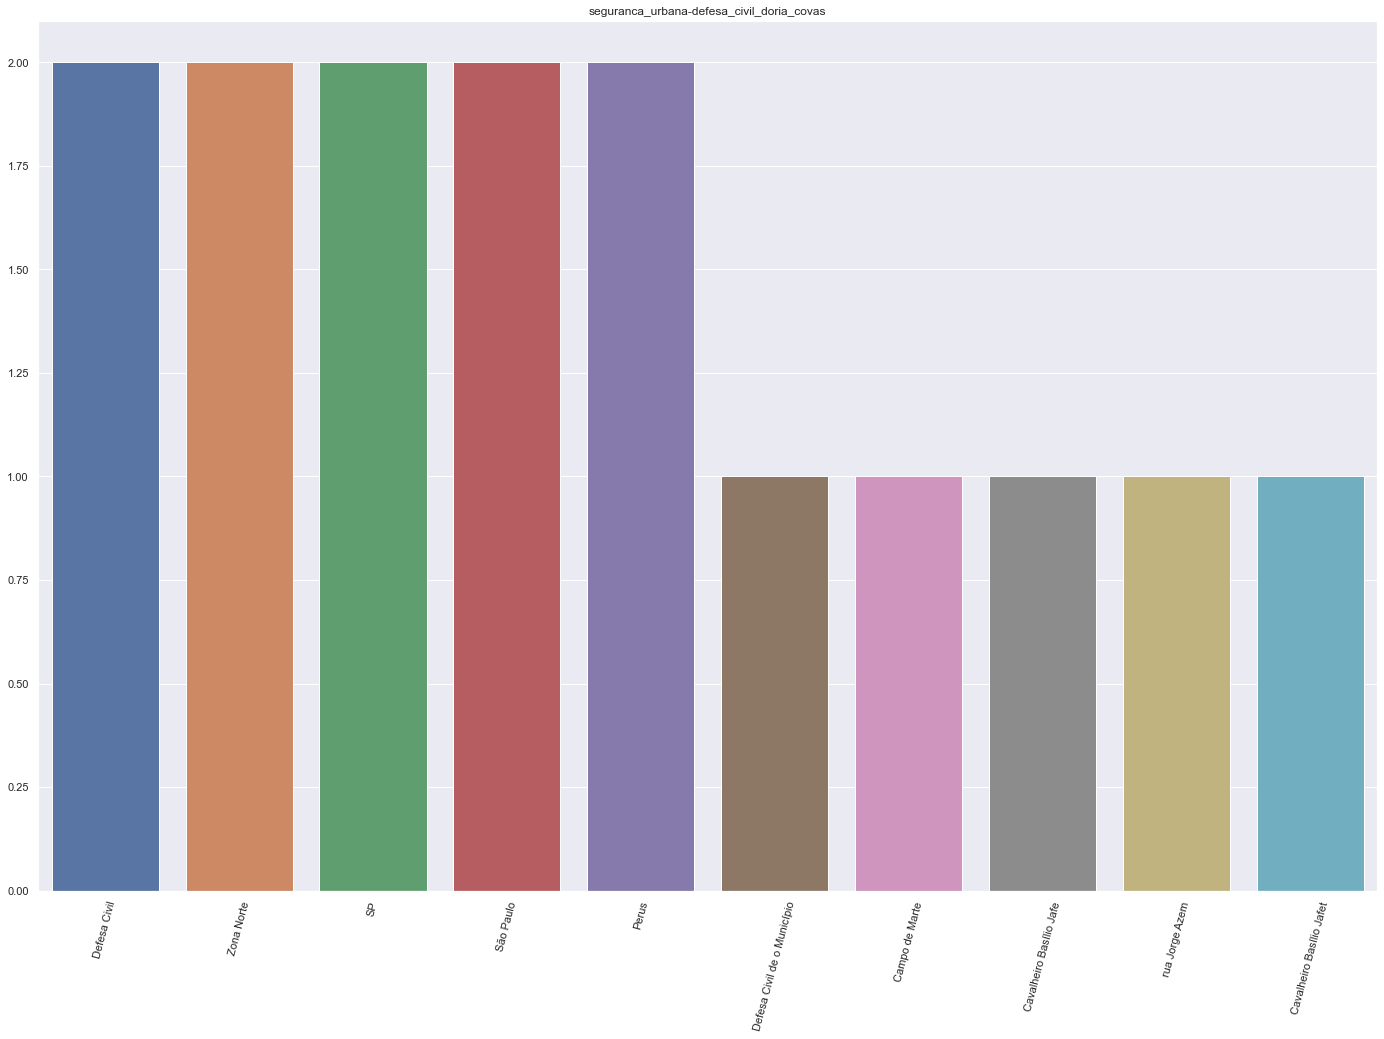 seguranca_urbana-defesa_civil_doria_covas
2.00
1.75
1.50
1.25
1.00
0.75
0.50
0.25
0.00
Defesa Civil
Zona Norte
SP
São Paulo
Perus
Defesa Civil de o Município
Campo de Marte
Cavalheiro Basílio Jafe
rua Jorge Azem
Cavalheiro Basílio Jafet